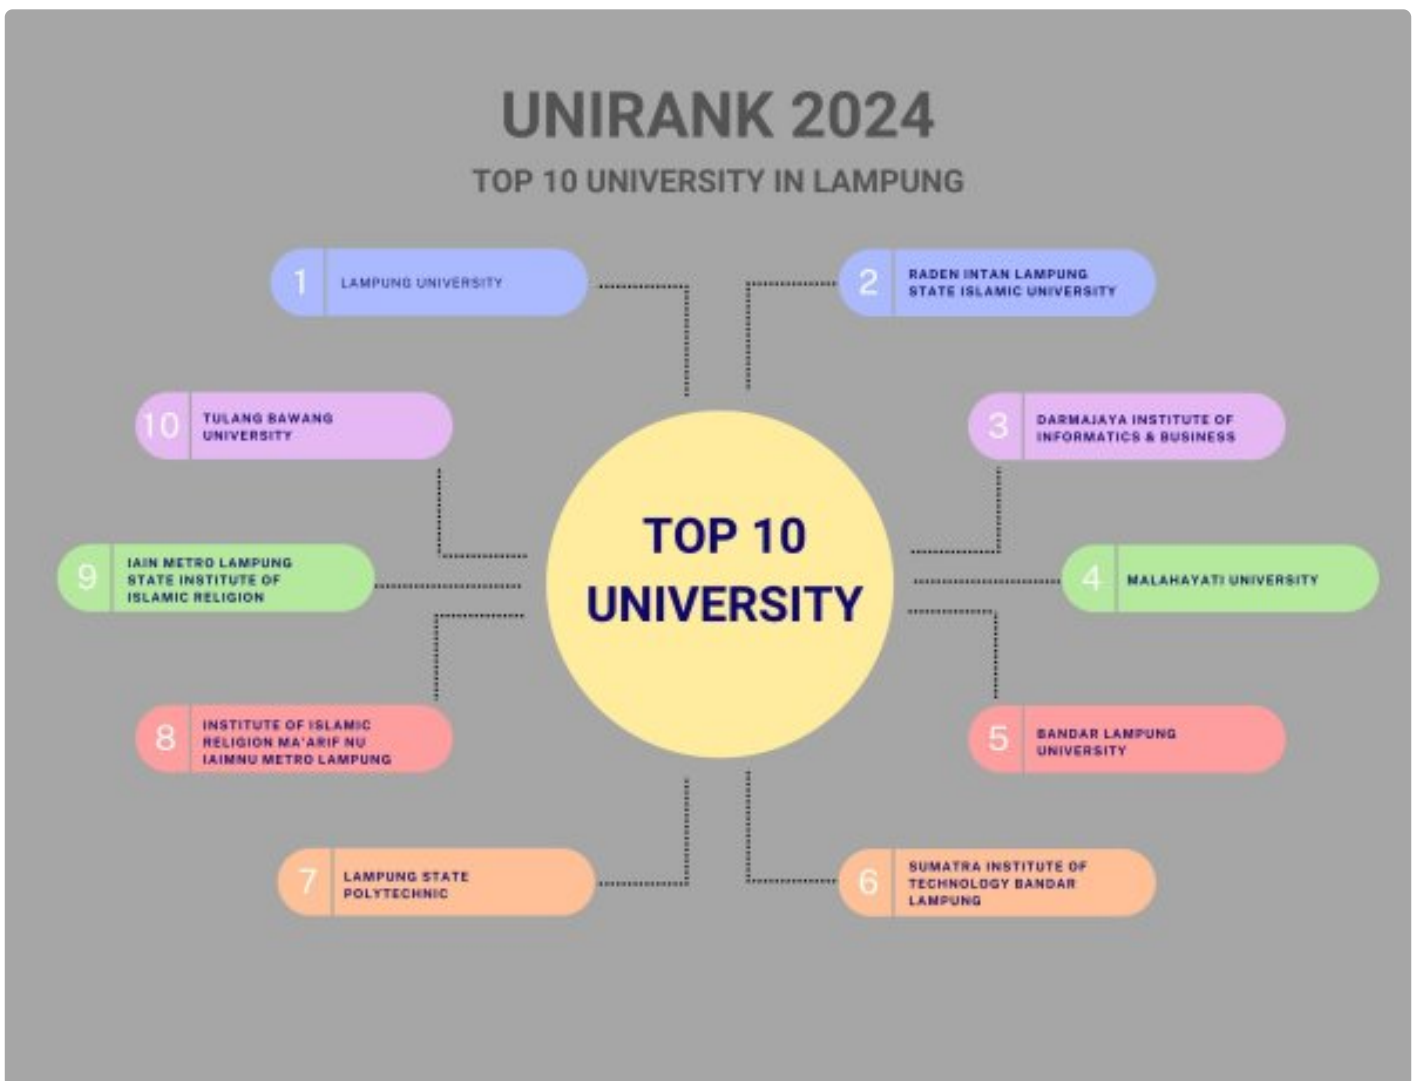 UNIRANK 2024
TOP 10 UNIVERSITY IN LAMPUNG
1
LAMPUNG UNIVERSITY
2
RADEN INTAN LAMPUNG
STATE ISLAMIC UNIVERSITY
3
DARMAJAYA INSTITUTE OF
INFORMATICS & BUSINESS
4
MALAHAYATI UNIVERSITY
5
BANDAR LAMPUNG
UNIVERSITY
6
SUMATRA INSTITUTE OF
TECHNOLOGY BANDAR
LAMPUNG
7
LAMPUNG STATE
POLYTECHNIC
8
INSTITUTE OF ISLAMIC
RELIGION MA'ARIF NU
IAIMNU METRO LAMPUNG
9
IAIN METRO LAMPUNG
STATE INSTITUTE OF
ISLAMIC RELIGION
10
TULANG BAWANG
UNIVERSITY
TOP 10
UNIVERSITY